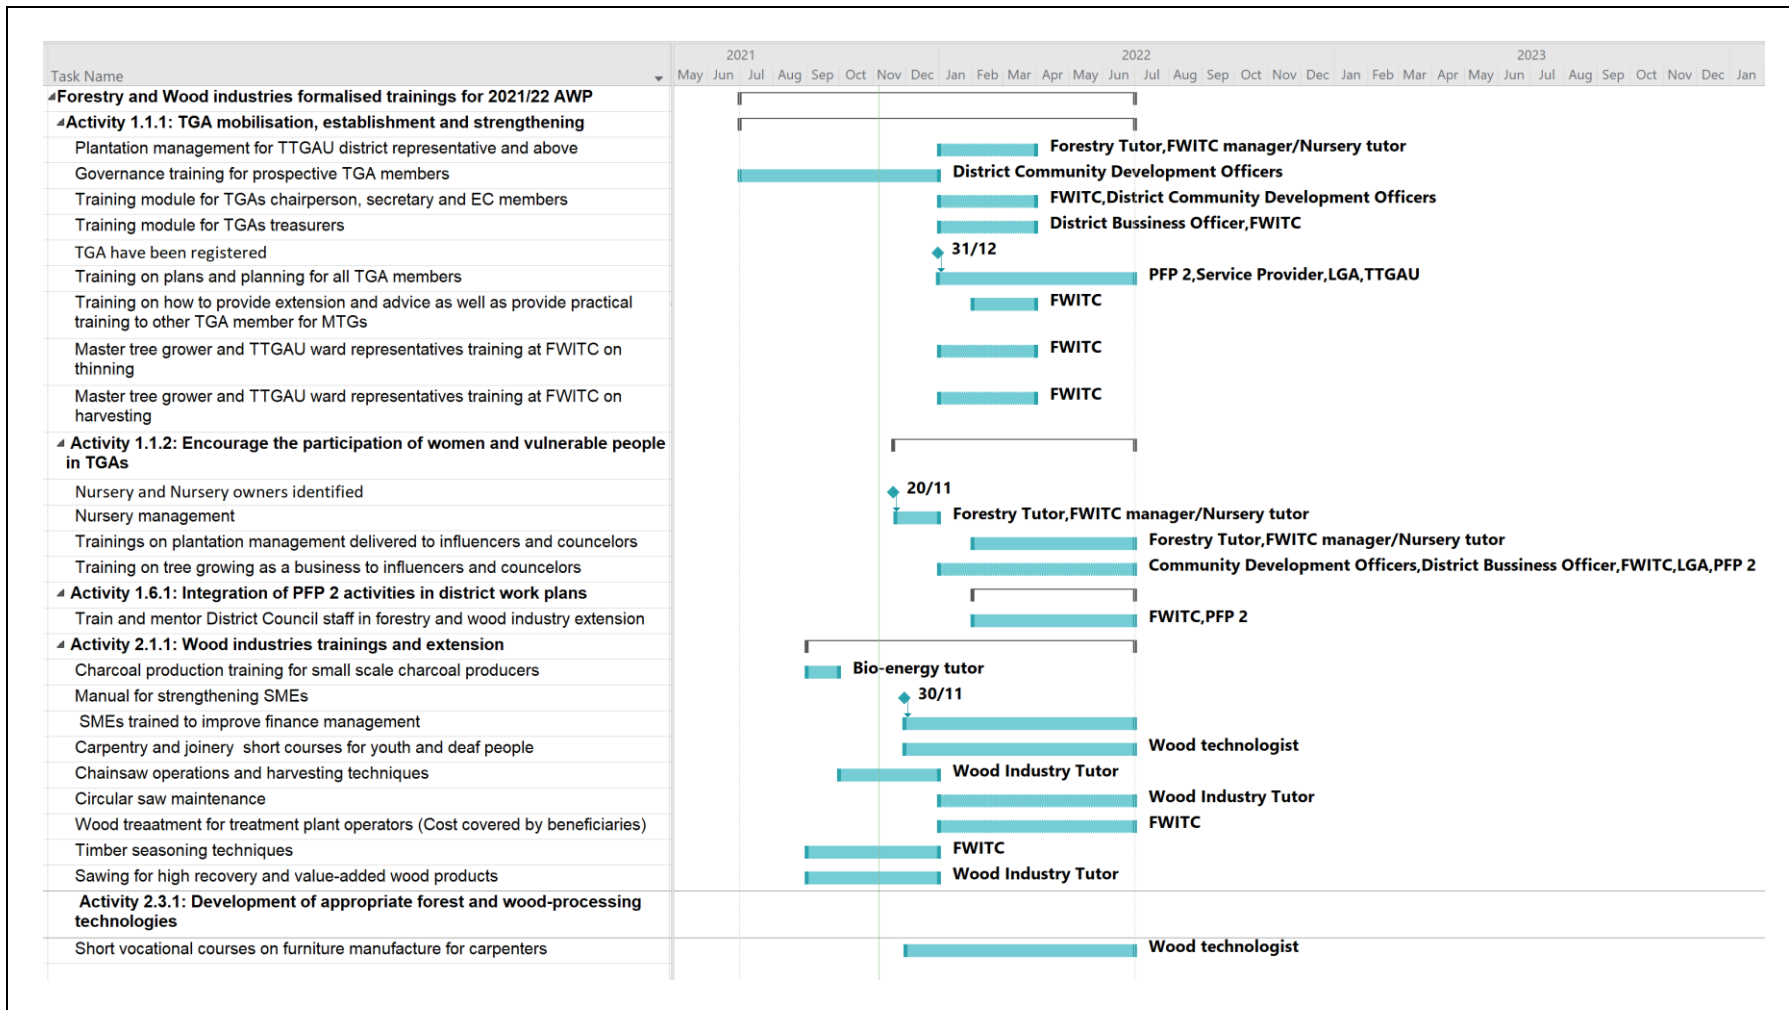 2021 2022 2023
Task Name May Jun Jul Aug Sep Oct Nov Dec Jan Feb Mar Apr May Jun Jul Aug Sep Oct Nov Dec Jan Feb Mar Apr May Jun Jul Aug Sep Oct Nov Dec Jan
Forestry and Wood industries formalised trainings for 2021/22 AWP
Activity 1.1.1: TGA mobilisation, establishment and strengthening
Plantation management for TTGAU district representative and above Forestry Tutor,FWITC manager/Nursery tutor
Governance training for prospective TGA members District Community Development Officers
Training module for TGAs chairperson, secretary and EC members FWITC,District Community Development Officers
Training module for TGAs treasurers District Bussiness Officer,FWITC
TGA have been registered 31/12
Training on plans and planning for all TGA members PFP 2,Service Provider,LGA,TTGAU
Training on how to provide extension and advice as well as provide practical FWITC
training to other TGA member for MTGs
Master tree grower and TTGAU ward representatives training at FWITC on FWITC
thinning
Master tree grower and TTGAU ward representatives training at FWITC on FWITC
harvesting
Activity 1.1.2: Encourage the participation of women and vulnerable people
in TGAs
Nursery and Nursery owners identified 20/11
Nursery management Forestry Tutor,FWITC manager/Nursery tutor
Trainings on plantation management delivered to influencers and councelors Forestry Tutor,FWITC manager/Nursery tutor
Training on tree growing as a business to influencers and councelors Community Development Officers,District Bussiness Officer,FWITC,LGA,PFP 2
Activity 1.6.1: Integration of PFP 2 activities in district work plans
Train and mentor District Council staff in forestry and wood industry extension FWITC,PFP 2
Activity 2.1.1: Wood industries trainings and extension
Charcoal production training for small scale charcoal producers Bio-energy tutor
Manual for strengthening SMEs 30/11
SMEs trained to improve finance management
Carpentry and joinery short courses for youth and deaf people Wood technologist
Chainsaw operations and harvesting techniques Wood Industry Tutor
Circular saw maintenance Wood Industry Tutor
Wood treaatment for treatment plant operators (Cost covered by beneficiaries) FWITC
Timber seasoning techniques FWITC
Sawing for high recovery and value-added wood products Wood Industry Tutor
Activity 2.3.1: Development of appropriate forest and wood-processing
technologies
Short vocational courses on furniture manufacture for carpenters Wood technologist